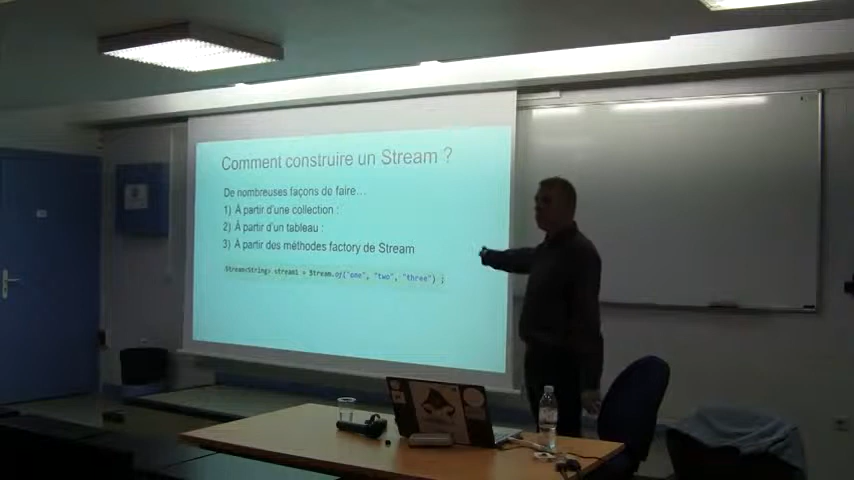 Comment construire un Stream ?
De nombreuses façons de faire…
1) À partir d'une collection :
2) À partir d'un tableau :
3) À partir des méthodes factory de Stream
Stream<String> stream1 = Stream.of("one", "two", "three") ;